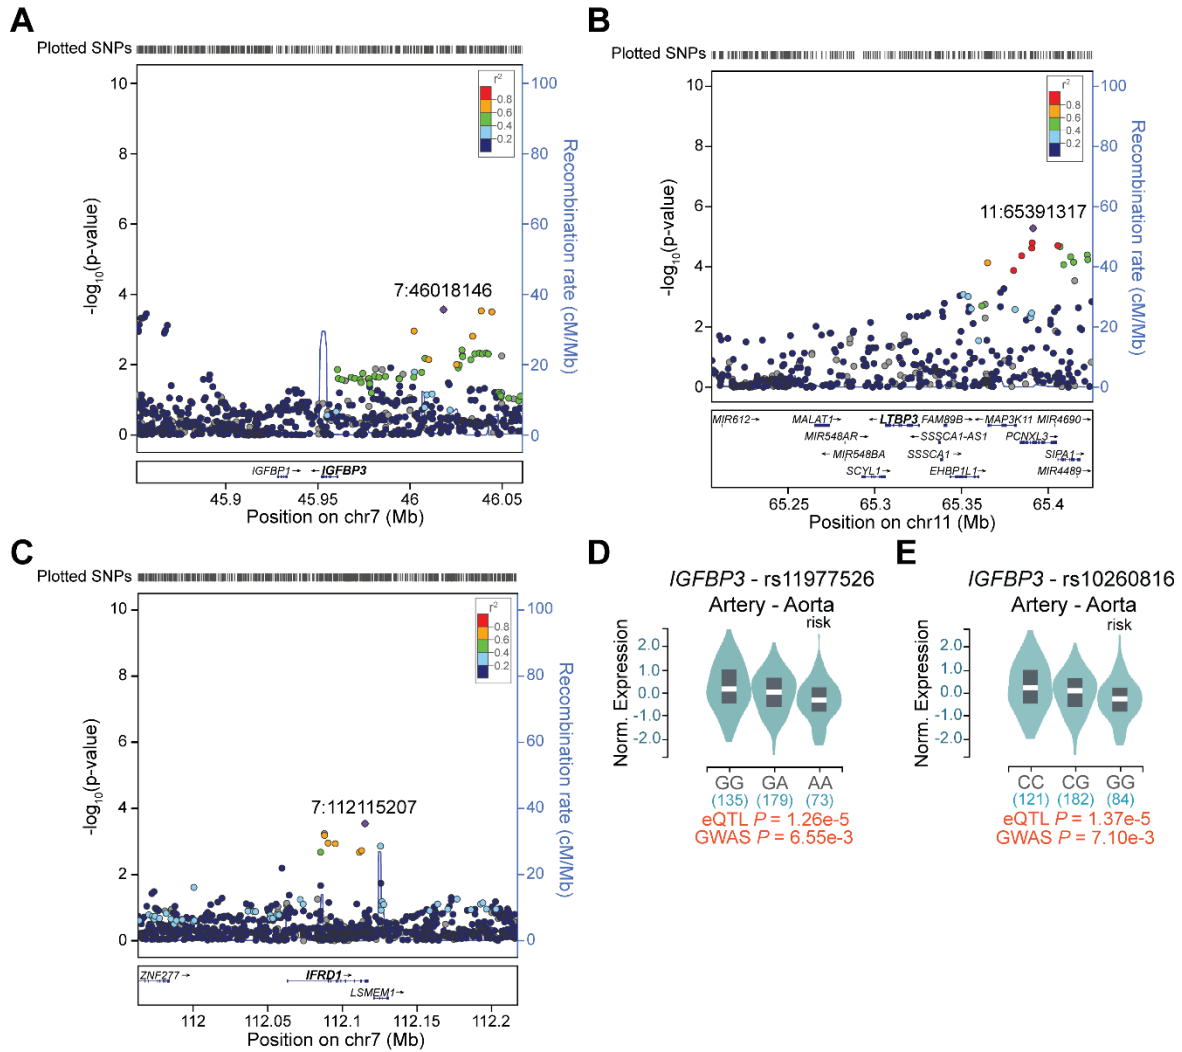 A
Plotted SNPs
10
8
6
4
2
0
-log10(p-value)
r2
0.8
0.6
0.4
0.2
7:46018146
100
80
60
40
20
0
Recombination rate (cM/Mb)
IGFBP1→ ←IGFBP3
45.9 45.95 46 46.05
Position on chr7 (Mb)
B
Plotted SNPs
10
8
6
4
2
0
-log10(p-value)
r2
0.8
0.6
0.4
0.2
11:65391317
100
80
60
40
20
0
Recombination rate (cM/Mb)
MIR612→ MALAT1→ ←LTBP3 FAM89B→ ←MAP3K11 MIR4690→
MIR548AR→ ←SSSCA1-AS1 PCNXL3→
←MIR548BA SSSCA1→ SIPA1→
SCYL1→ EHBP1L1→ MIR4489→
65.25 65.3 65.35 65.4
Position on chr11 (Mb)
C
Plotted SNPs
10
8
6
4
2
0
-log10(p-value)
r2
0.8
0.6
0.4
0.2
7:112115207
100
80
60
40
20
0
Recombination rate (cM/Mb)
ZNF277→ IFRD1→
LSMEM1→
112 112.05 112.1 112.15 112.2
Position on chr7 (Mb)
D
IGFBP3 - rs11977526
Artery - Aorta
risk
Norm. Expression
2.0
1.0
0.0
-1.0
-2.0
GG GA AA
(135) (179) (73)
eQTL P = 1.26e-5
GWAS P = 6.55e-3
E
IGFBP3 - rs10260816
Artery - Aorta
risk
Norm. Expression
2.0
1.0
0.0
-1.0
-2.0
CC CG GG
(121) (182) (84)
eQTL P = 1.37e-5
GWAS P = 7.10e-3